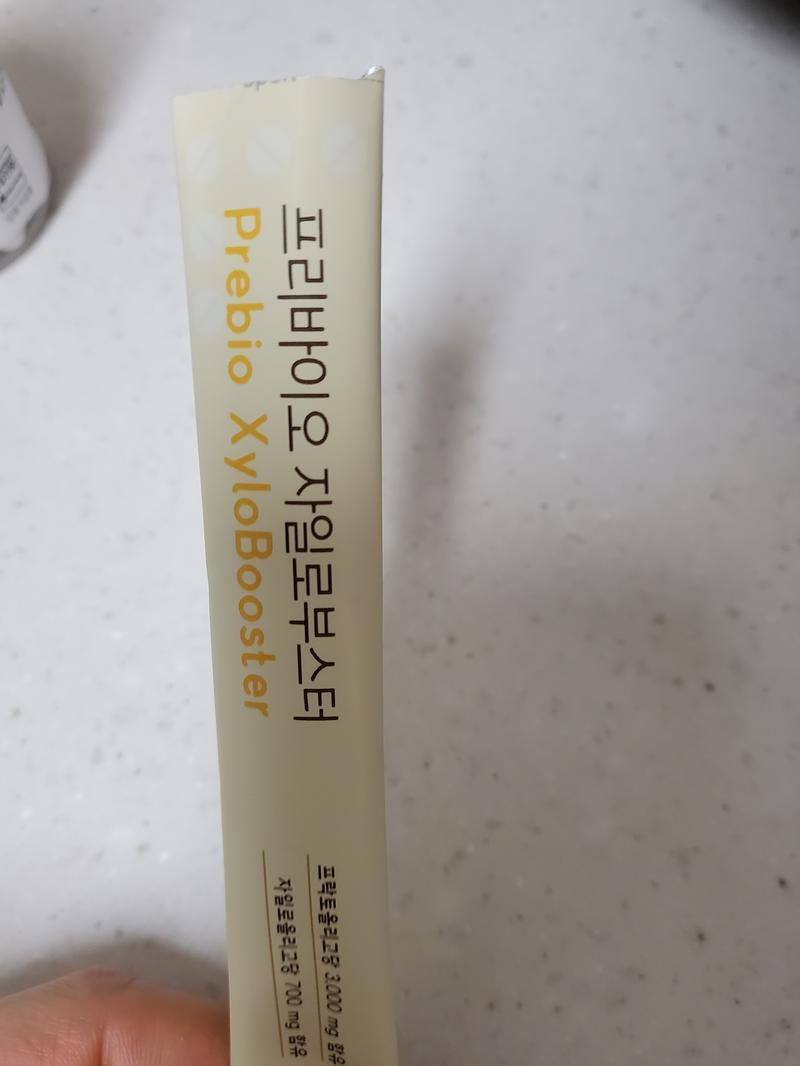 open
프리바이오 자일로부스터
Prebio XyloBooster
프락토올리고당 3,000 mg 함유
자일로올리고당 700 mg 함유